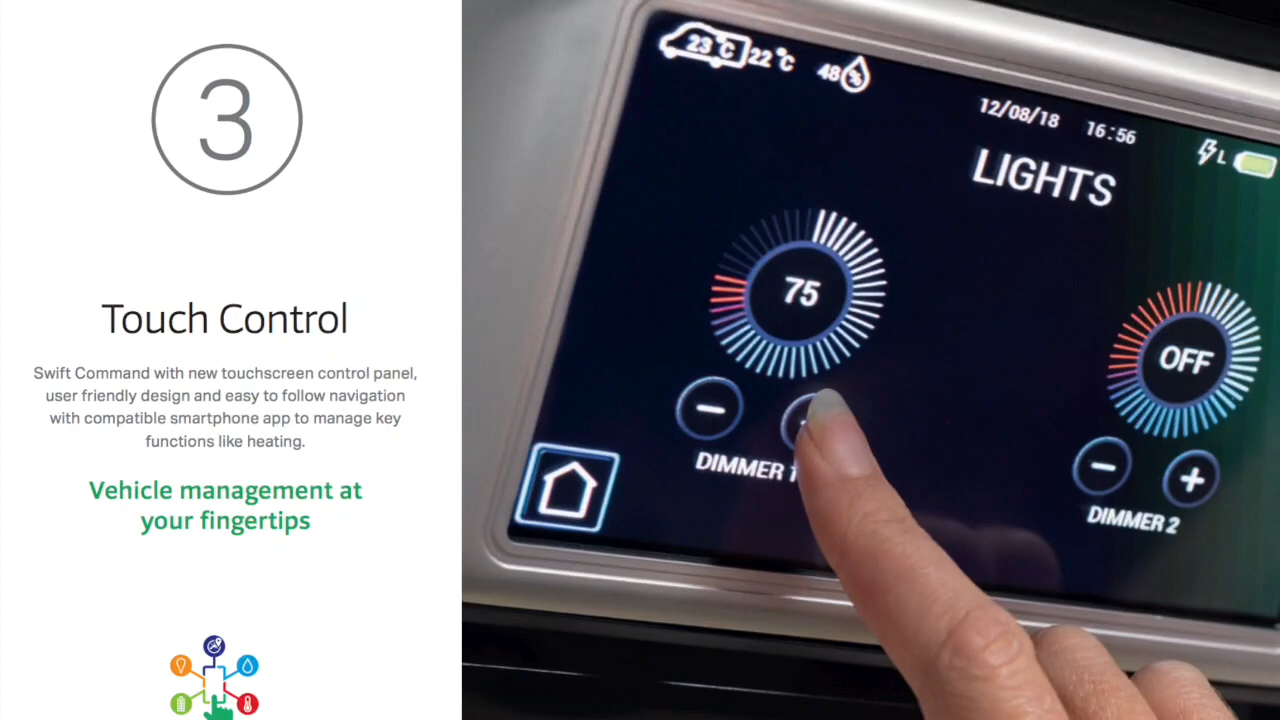 3
Touch Control
Swift Command with new touchscreen control panel,
user friendly design and easy to follow navigation
with compatible smartphone app to manage key
functions like heating.
Vehicle management at
your fingertips
23 °C 22 °C 48%
12/08/18 16:56
L
LIGHTS
75
OFF
DIMMER 1
DIMMER 2